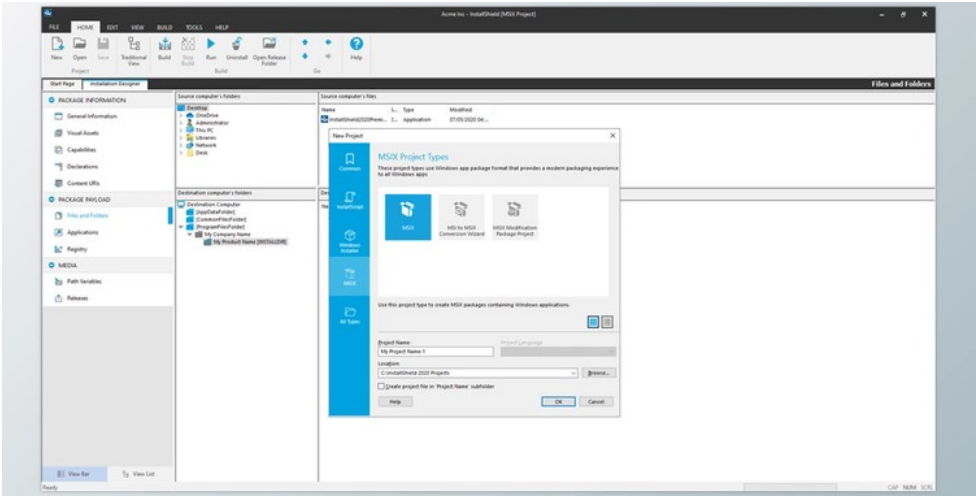 Acme Inc - InstallShield [MSIX Project]
FILE HOME EDIT VIEW BUILD TOOLS HELP
New Open Save Traditional View Build Stop Build Run Uninstall Open Release Folder Help
Project Build Go
Start Page Installation Designer Files and Folders
PACKAGE INFORMATION
General Information
Visual Assets
Capabilities
Declarations
Content URIs
PACKAGE PAYLOAD
Files and Folders
Applications
Registry
MEDIA
Path Variables
Releases
View Bar View List
Ready
Source computer's folders
Desktop
OneDrive
Administrator
This PC
Libraries
Network
Desk
Destination computer's folders
Destination Computer
[AppDataFolder]
[CommonFilesFolder]
[ProgramFilesFolder]
My Company Name
My Product Name [INSTALLDIR]
Source computer's files
Name Type Modified
InstallShield2020Prem... Application 07/05/2020 04:...
New Project
Common
InstallScript
Windows Installer
MSIX
All Types
MSIX Project Types
These project types use Windows app package format that provides a modern packaging experience
to all Windows apps
MSIX
MSI to MSIX
Conversion Wizard
MSIX Modification
Package Project
Use this project type to create MSIX packages containing Windows applications.
Project Name: Project Language
My Project Name-1
Location:
C:\InstallShield 2020 Projects
Browse...
Create project file in 'Project Name' subfolder
Help OK Cancel
CAP NUM SCRL